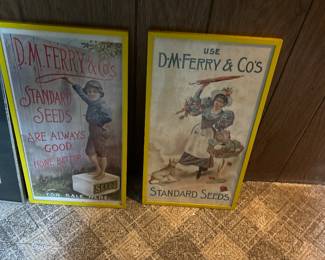 D.M. FERRY & CO'S
STANDARD
SEEDS
ARE ALWAYS
GOOD
NONE BETTER
SEEDS
FOR SALE HERE
USE
D.M. FERRY & CO'S
STANDARD SEEDS